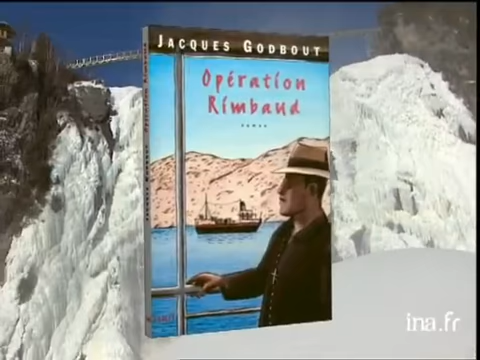 JACQUES GODBOUT
Opération
Rimbaud
roman
ina.fr